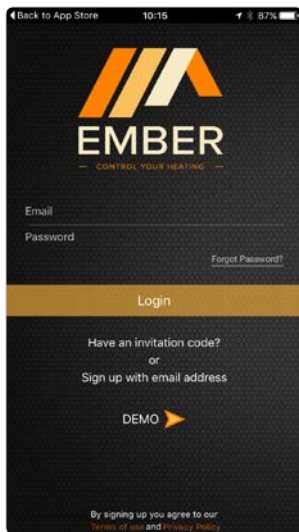 Back to App Store 10:15 87%
EMBER
CONTROL YOUR HEATING
Email
Password
Forgot Password?
Login
Have an invitation code?
or
Sign up with email address
DEMO
By signing up you agree to our
Terms of use and Privacy Policy